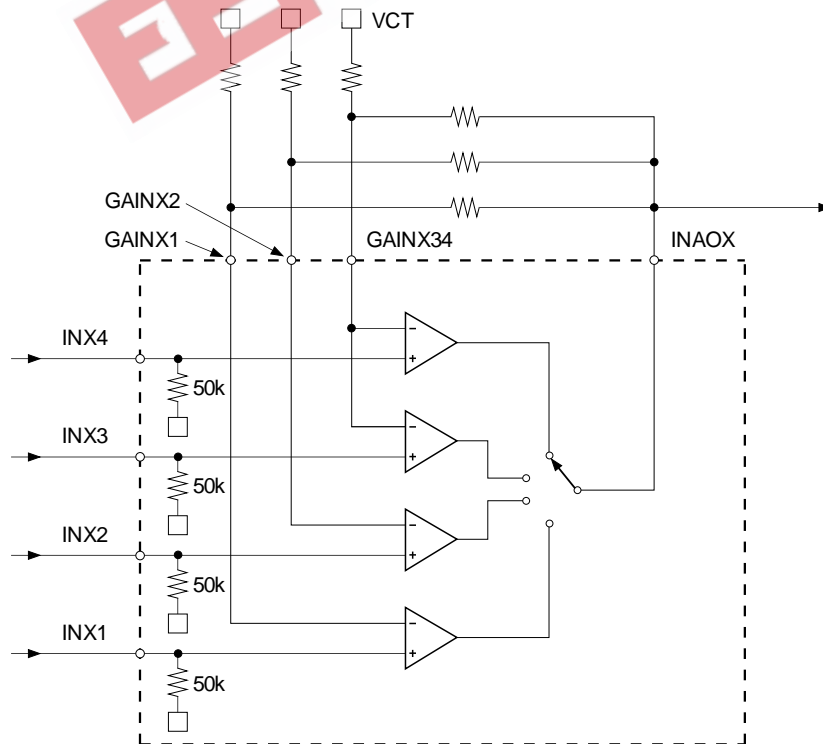 VCT
GAINX2
GAINX1
GAINX34
INAOX
INX4
50k
INX3
50k
INX2
50k
INX1
50k